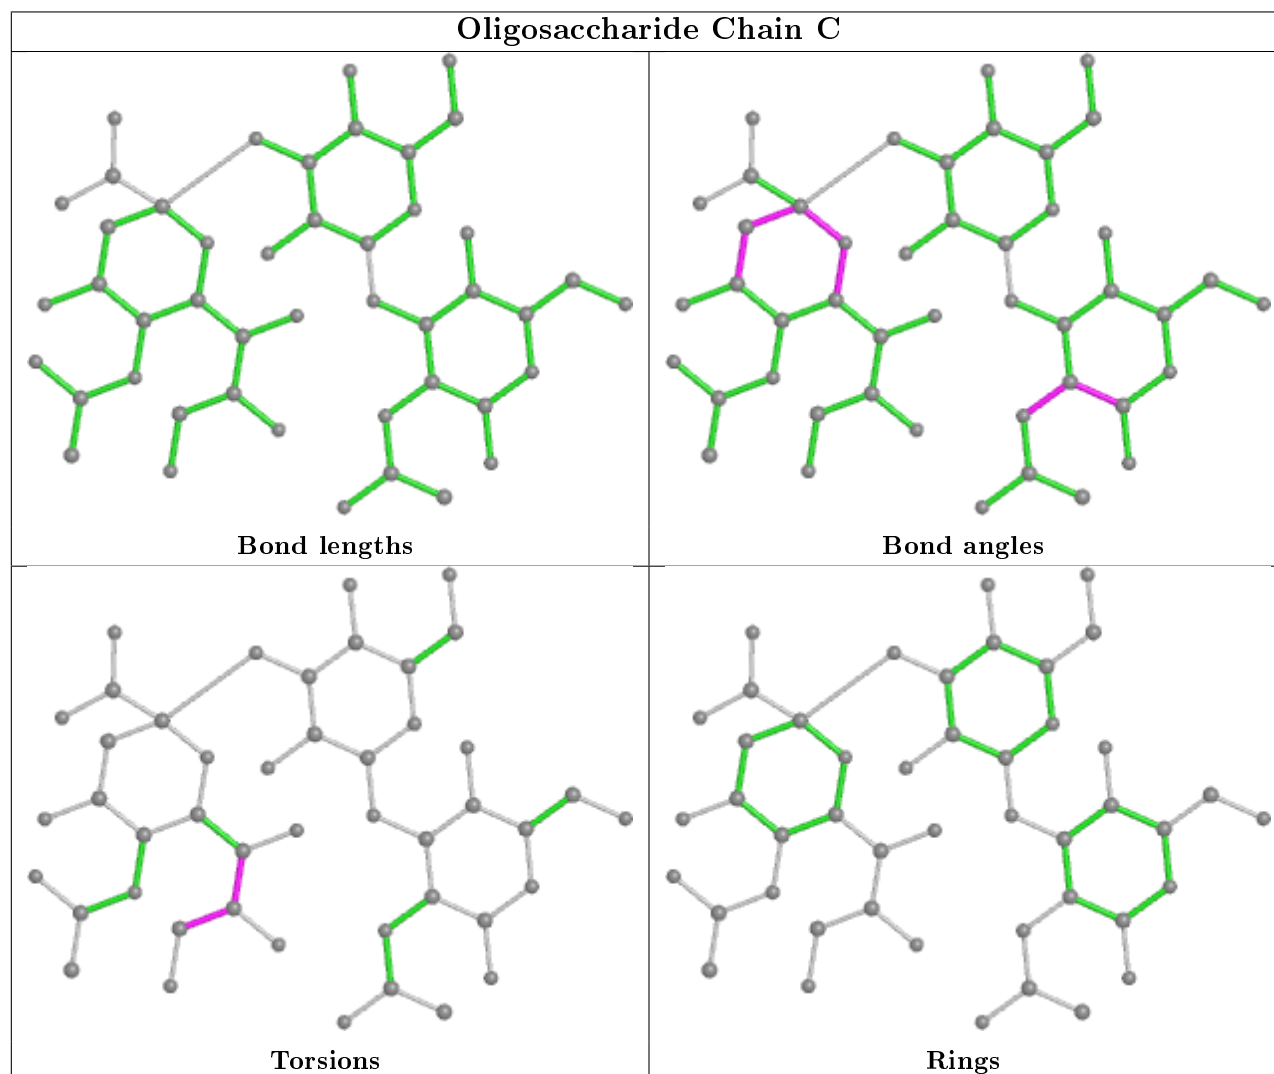 Oligosaccharide Chain C
Bond lengths
Bond angles
Torsions
Rings